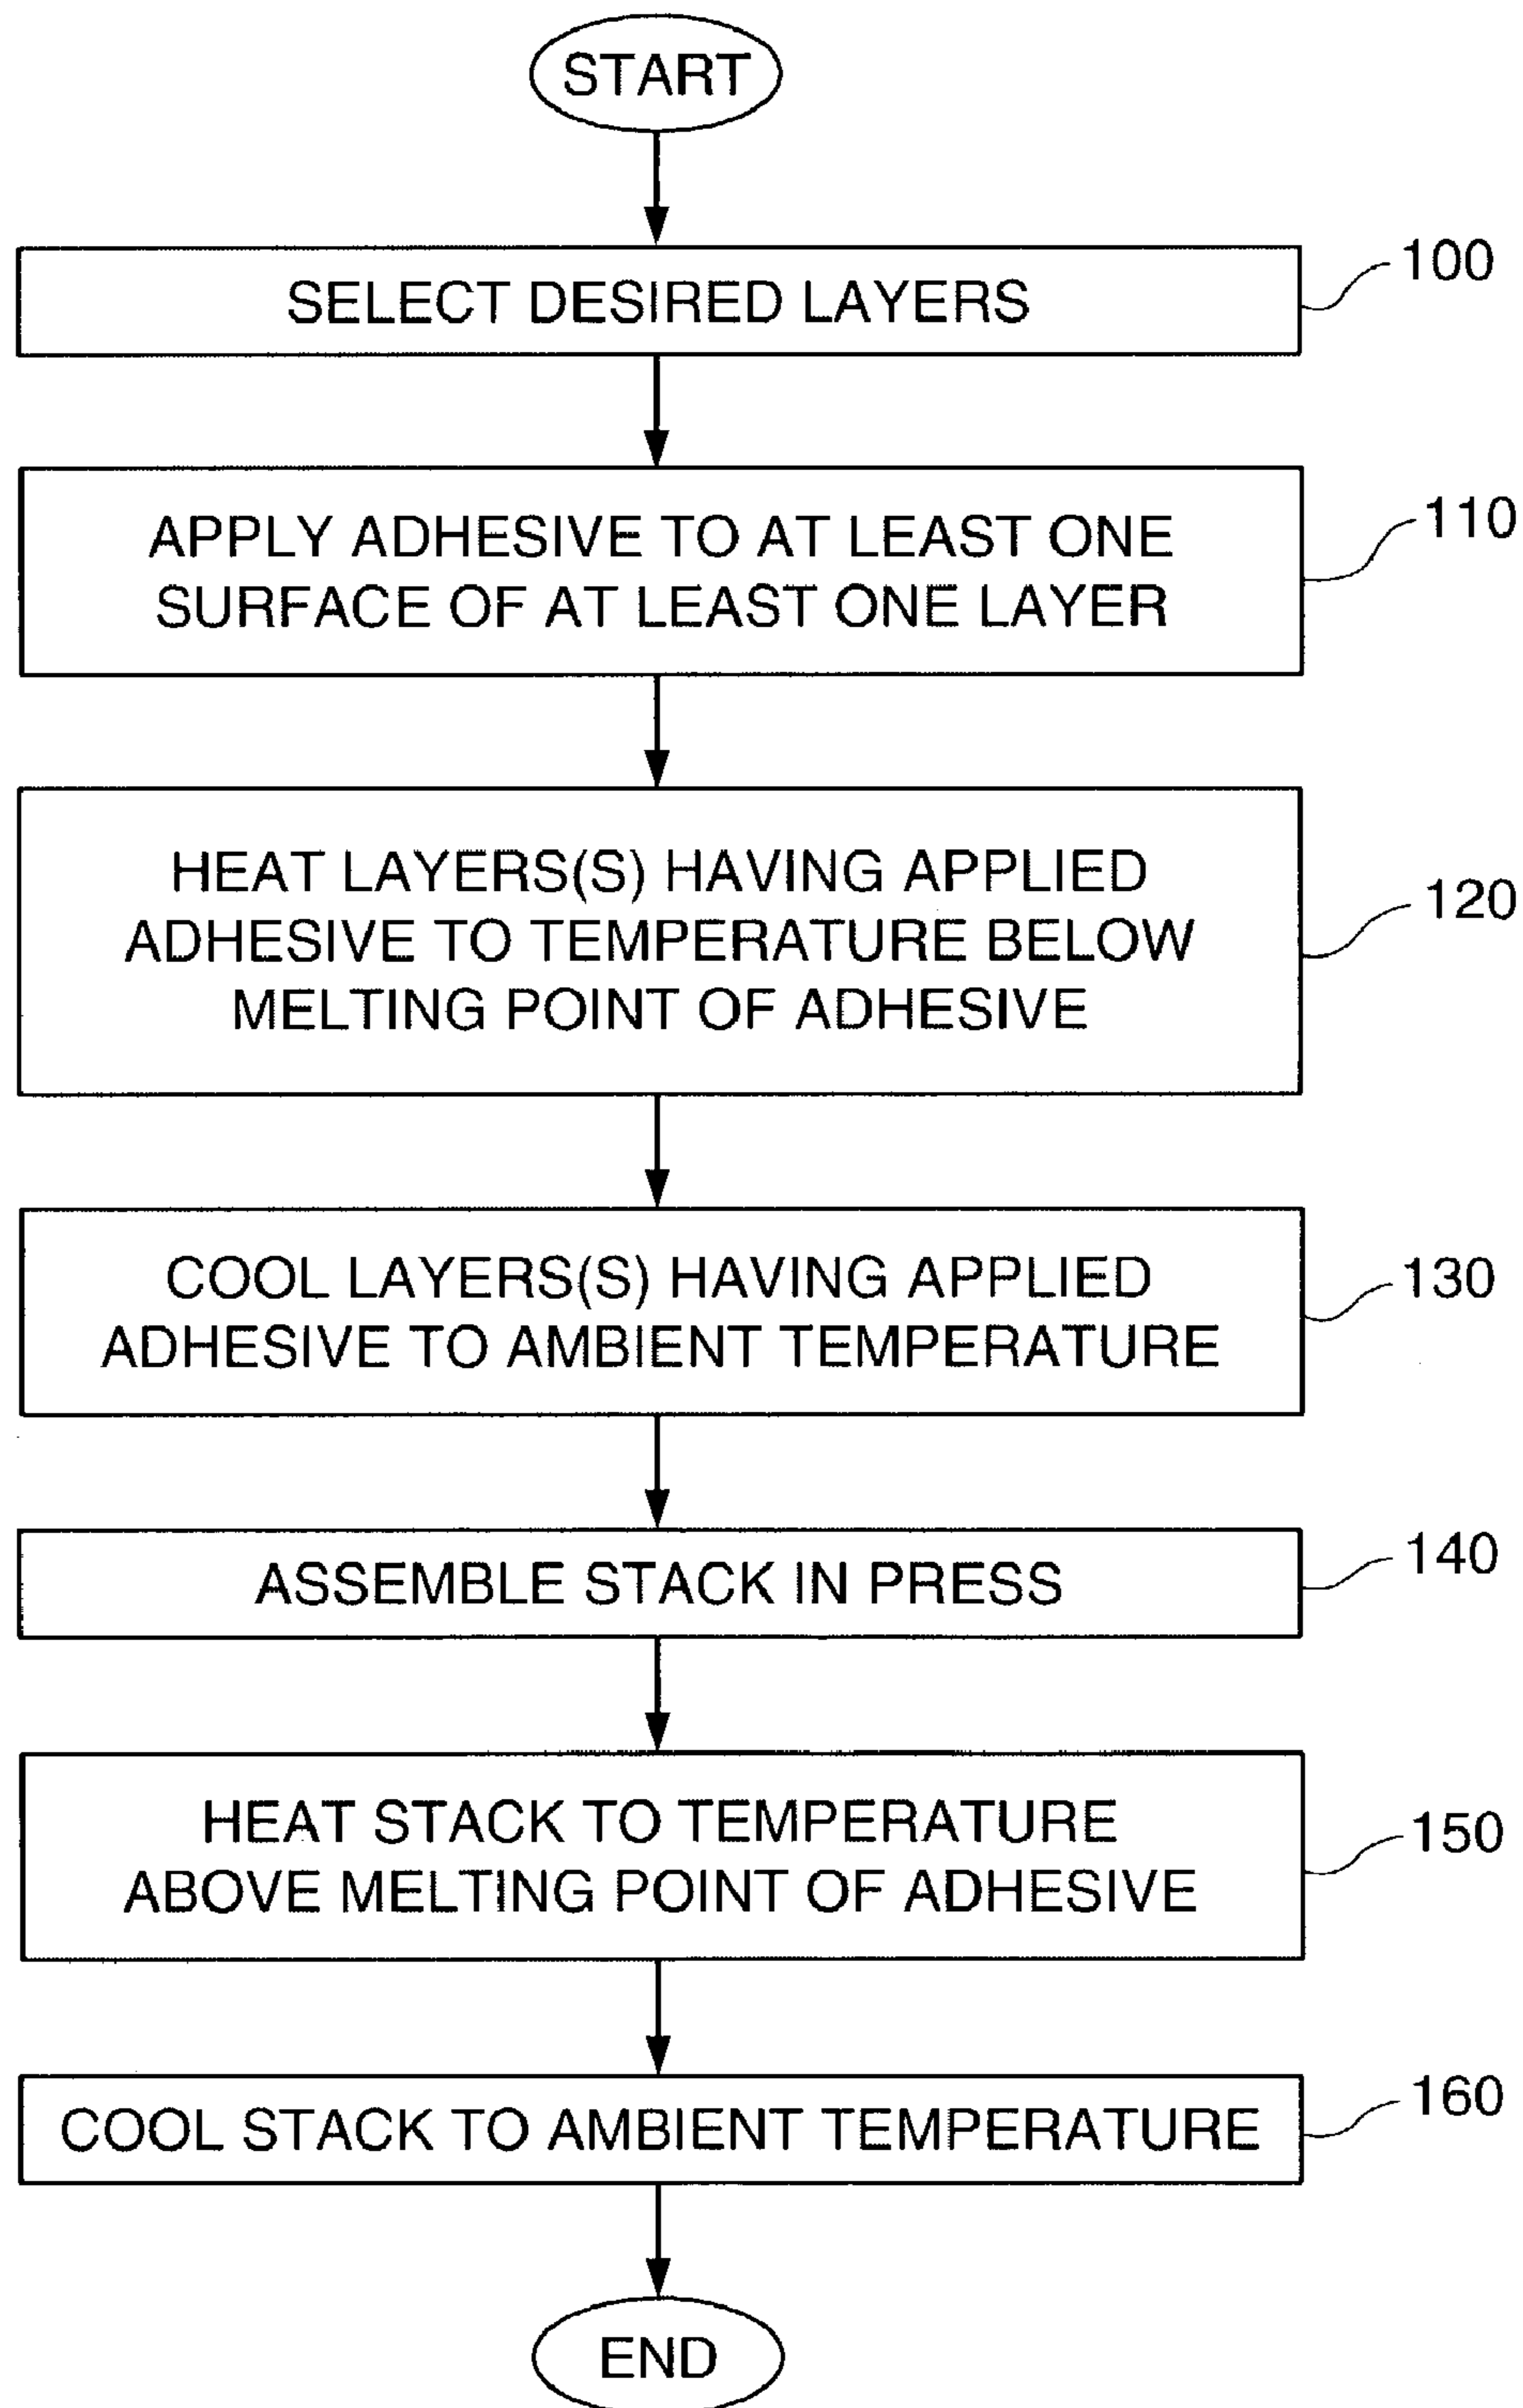 START
SELECT DESIRED LAYERS
100
APPLY ADHESIVE TO AT LEAST ONE
SURFACE OF AT LEAST ONE LAYER
110
HEAT LAYERS(S) HAVING APPLIED
ADHESIVE TO TEMPERATURE BELOW
MELTING POINT OF ADHESIVE
120
COOL LAYERS(S) HAVING APPLIED
ADHESIVE TO AMBIENT TEMPERATURE
130
ASSEMBLE STACK IN PRESS
140
HEAT STACK TO TEMPERATURE
ABOVE MELTING POINT OF ADHESIVE
150
COOL STACK TO AMBIENT TEMPERATURE
160
END